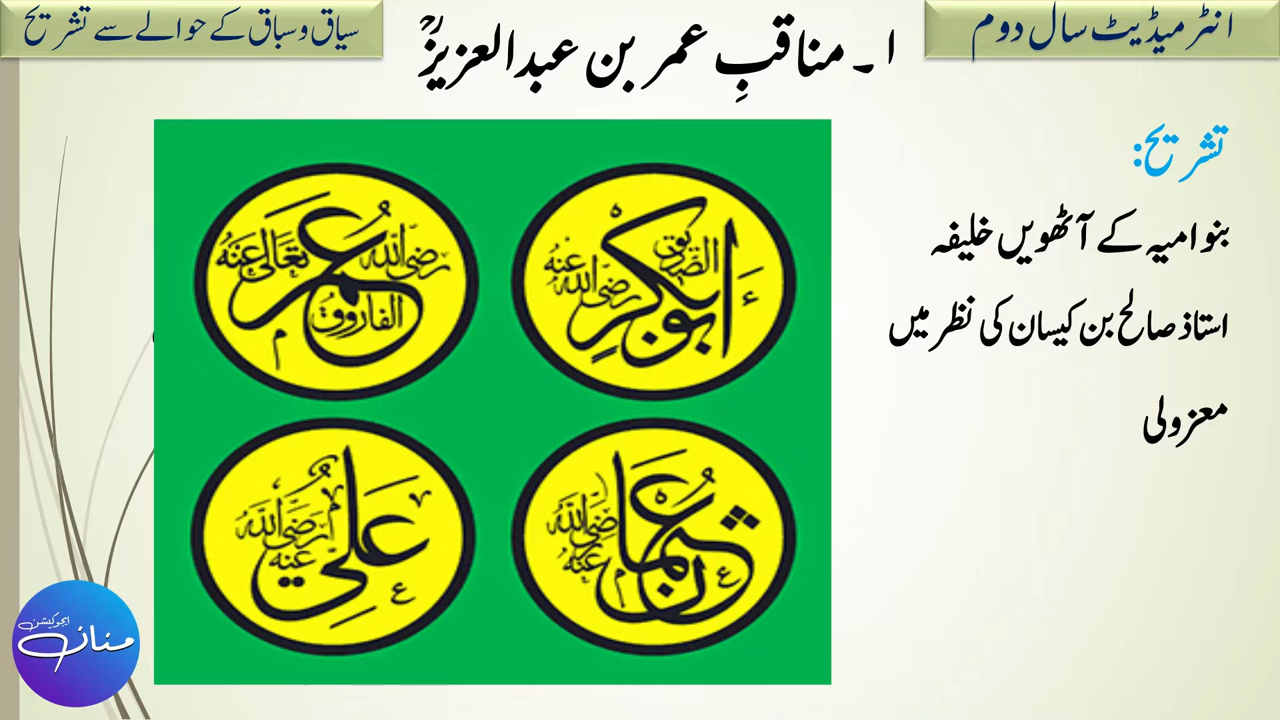 انٹرمیڈیٹ سال دوم
۱۔ مناقبِ عمر بن عبدالعزیزؒ
سیاق و سباق کے حوالے سے تشریح
تشریح:
بنو امیہ کے آٹھویں خلیفہ
استاذ صالح بن کیسان کی نظر میں
معزولی
ابوبکر الصدیق رضی اللہ عنہ
عمر الفاروق رضی اللہ تعالیٰ عنہ
عثمان رضی اللہ عنہ
علی رضی اللہ عنہ
منان ایجوکیشن